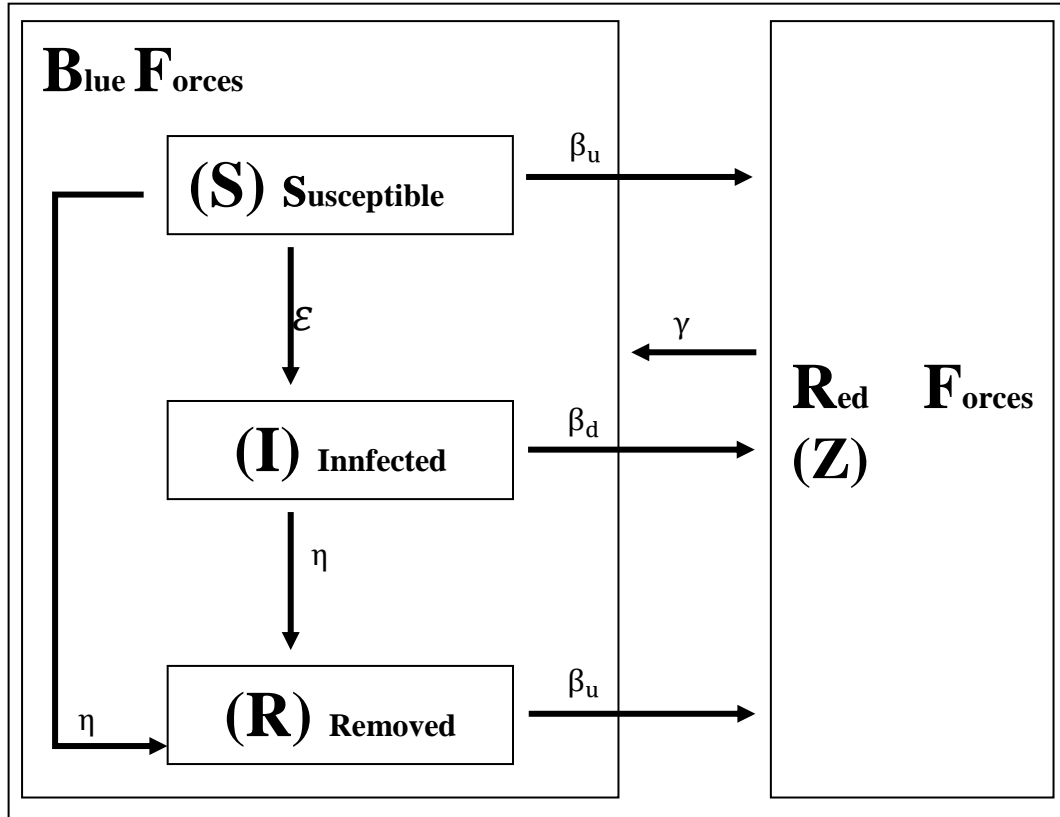 Blue Forces
(S) susceptible
βu
ε
γ
Red Forces
(Z)
(I) Innfected
βd
η
(R) Removed
βu
η